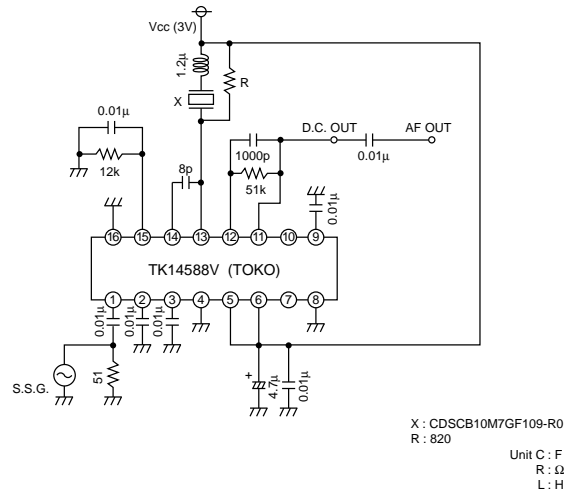 Vcc (3V)
1.2μ
R
X
0.01μ
12k
8p
1000p
51k
D.C. OUT
0.01μ
AF OUT
0.01μ
16 15 14 13 12 11 10 9
TK14588V (TOKO)
1 2 3 4 5 6 7 8
0.01μ
0.01μ
0.01μ
S.S.G.
51
+
4.7μ
0.01μ
X : CDSCB10M7GF109-R0
R : 820
Unit C : F
R : Ω
L : H